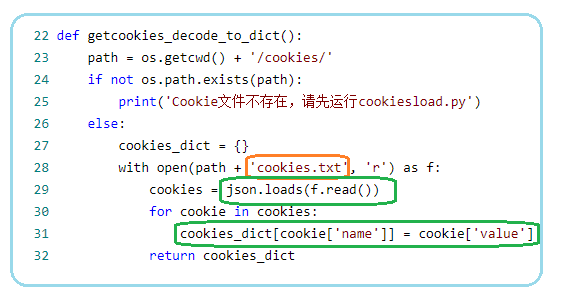 22 def getcookies_decode_to_dict():
23     path = os.getcwd() + '/cookies/'
24     if not os.path.exists(path):
25         print('Cookie文件不存在，请先运行cookiesload.py')
26     else:
27         cookies_dict = {}
28         with open(path + 'cookies.txt', 'r') as f:
29             cookies = json.loads(f.read())
30             for cookie in cookies:
31                 cookies_dict[cookie['name']] = cookie['value']
32             return cookies_dict